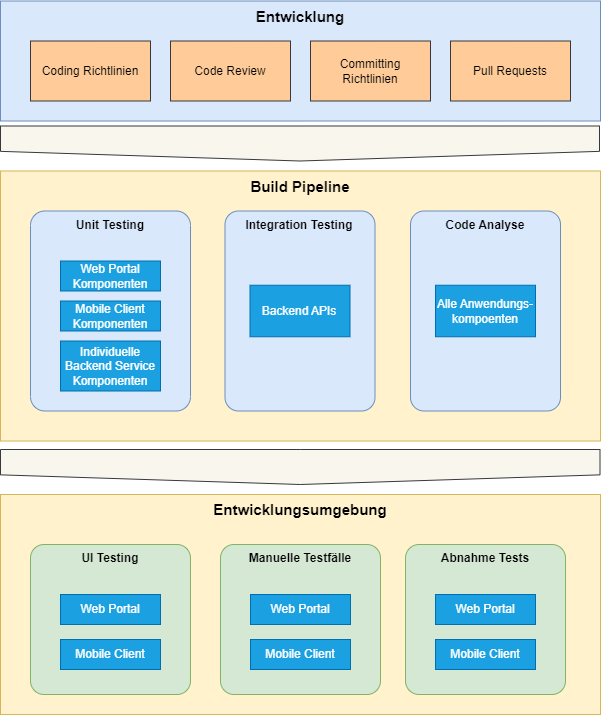 Entwicklung
Coding Richtlinien
Code Review
Committing
Richtlinien
Pull Requests
Build Pipeline
Unit Testing
Web Portal
Komponenten
Mobile Client
Komponenten
Individuelle
Backend Service
Komponenten
Integration Testing
Backend APIs
Code Analyse
Alle Anwendungs-
kompoenten
Entwicklungsumgebung
UI Testing
Web Portal
Mobile Client
Manuelle Testfälle
Web Portal
Mobile Client
Abnahme Tests
Web Portal
Mobile Client